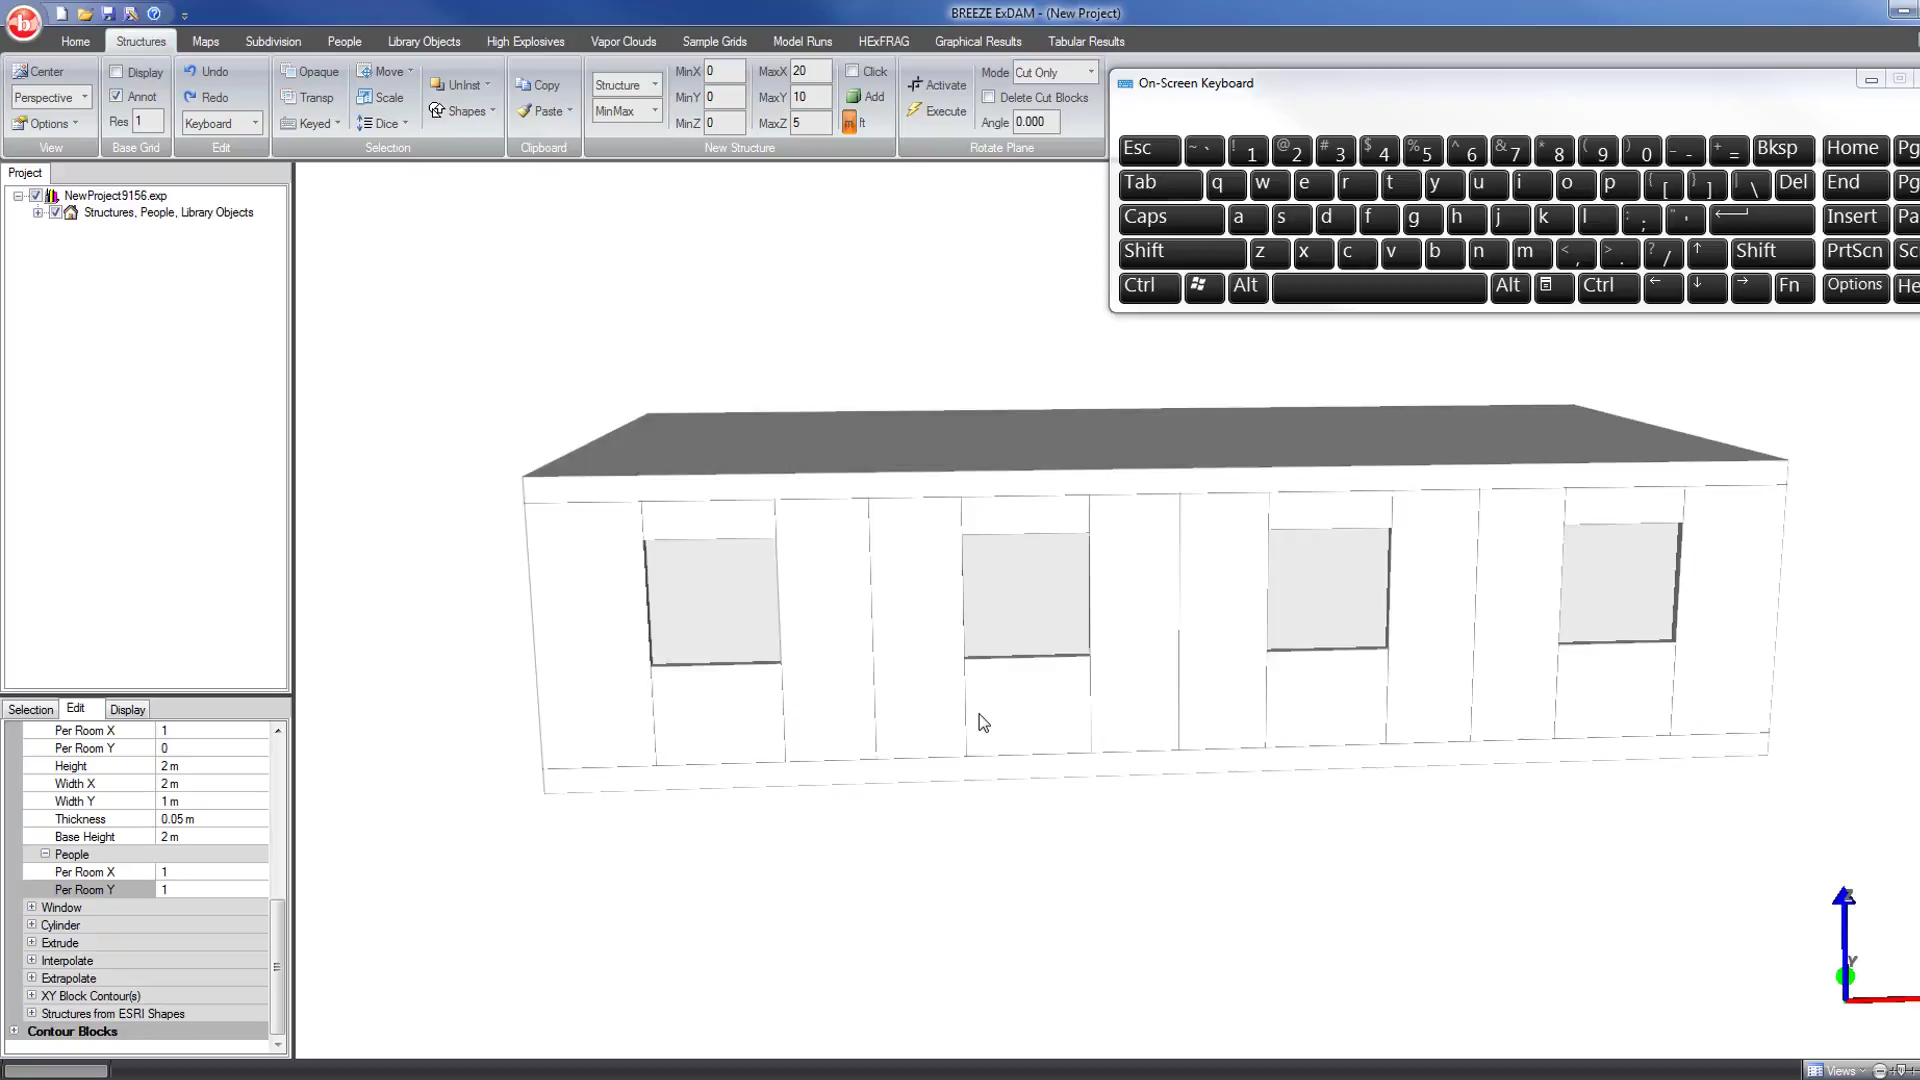 BREEZE ExDAM - (New Project)
Home Structures Maps Subdivision People Library Objects High Explosives Vapor Clouds Sample Grids Model Runs HExFRAG Graphical Results Tabular Results
Center Display Undo Opaque Move UnInst Copy Structure MinX 0 MaxX 20 Click Activate Mode Cut Only
Perspective Annot Redo Transp Scale Shapes Paste MinMax MinY 0 MaxY 10 Add Execute Delete Cut Blocks
Options Res 1 Keyboard Keyed Dice MinZ 0 MaxZ 5 m ft Angle 0.000
View Base Grid Edit Selection Clipboard New Structure Rotate Plane
On-Screen Keyboard
Esc ~ ` ! 1 @ 2 # 3 $ 4 % 5 ^ 6 & 7 * 8 ( 9 ) 0 _ - + = Bksp Home Pg
Tab q w e r t y u i o p { [ } ] | \ Del End Pg
Caps a s d f g h j k l : ; " ' Insert Pa
Shift z x c v b n m < , > . ? / ↑ Shift PrtScn Sc
Ctrl Alt Alt Ctrl ← ↓ → Fn Options He
Project
NewProject9156.exp
Structures, People, Library Objects
Selection Edit Display
Per Room X 1
Per Room Y 0
Height 2 m
Width X 2 m
Width Y 1 m
Thickness 0.05 m
Base Height 2 m
People
Per Room X 1
Per Room Y 1
Window
Cylinder
Extrude
Interpolate
Extrapolate
XY Block Contour(s)
Structures from ESRI Shapes
Contour Blocks
Z
Y
Views